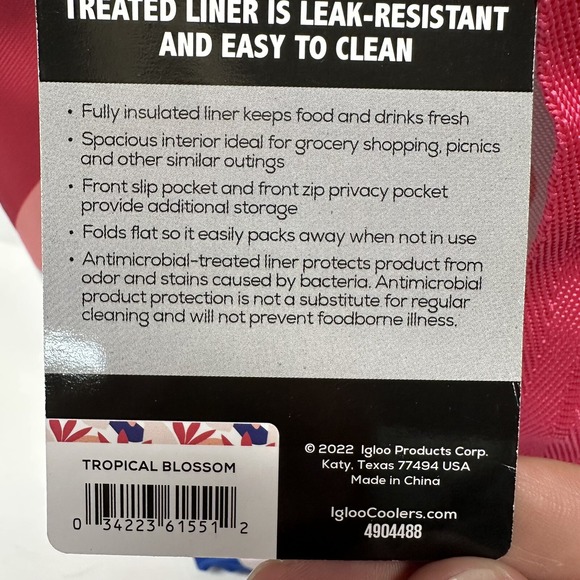 TREATED LINER IS LEAK-RESISTANT
AND EASY TO CLEAN
• Fully insulated liner keeps food and drinks fresh
• Spacious interior ideal for grocery shopping, picnics
and other similar outings
• Front slip pocket and front zip privacy pocket
provide additional storage
• Folds flat so it easily packs away when not in use
• Antimicrobial-treated liner protects product from
odor and stains caused by bacteria. Antimicrobial
product protection is not a substitute for regular
cleaning and will not prevent foodborne illness.
TROPICAL BLOSSOM
0 34223 61551 2
© 2022 Igloo Products Corp.
Katy, Texas 77494 USA
Made in China
IglooCoolers.com
4904488